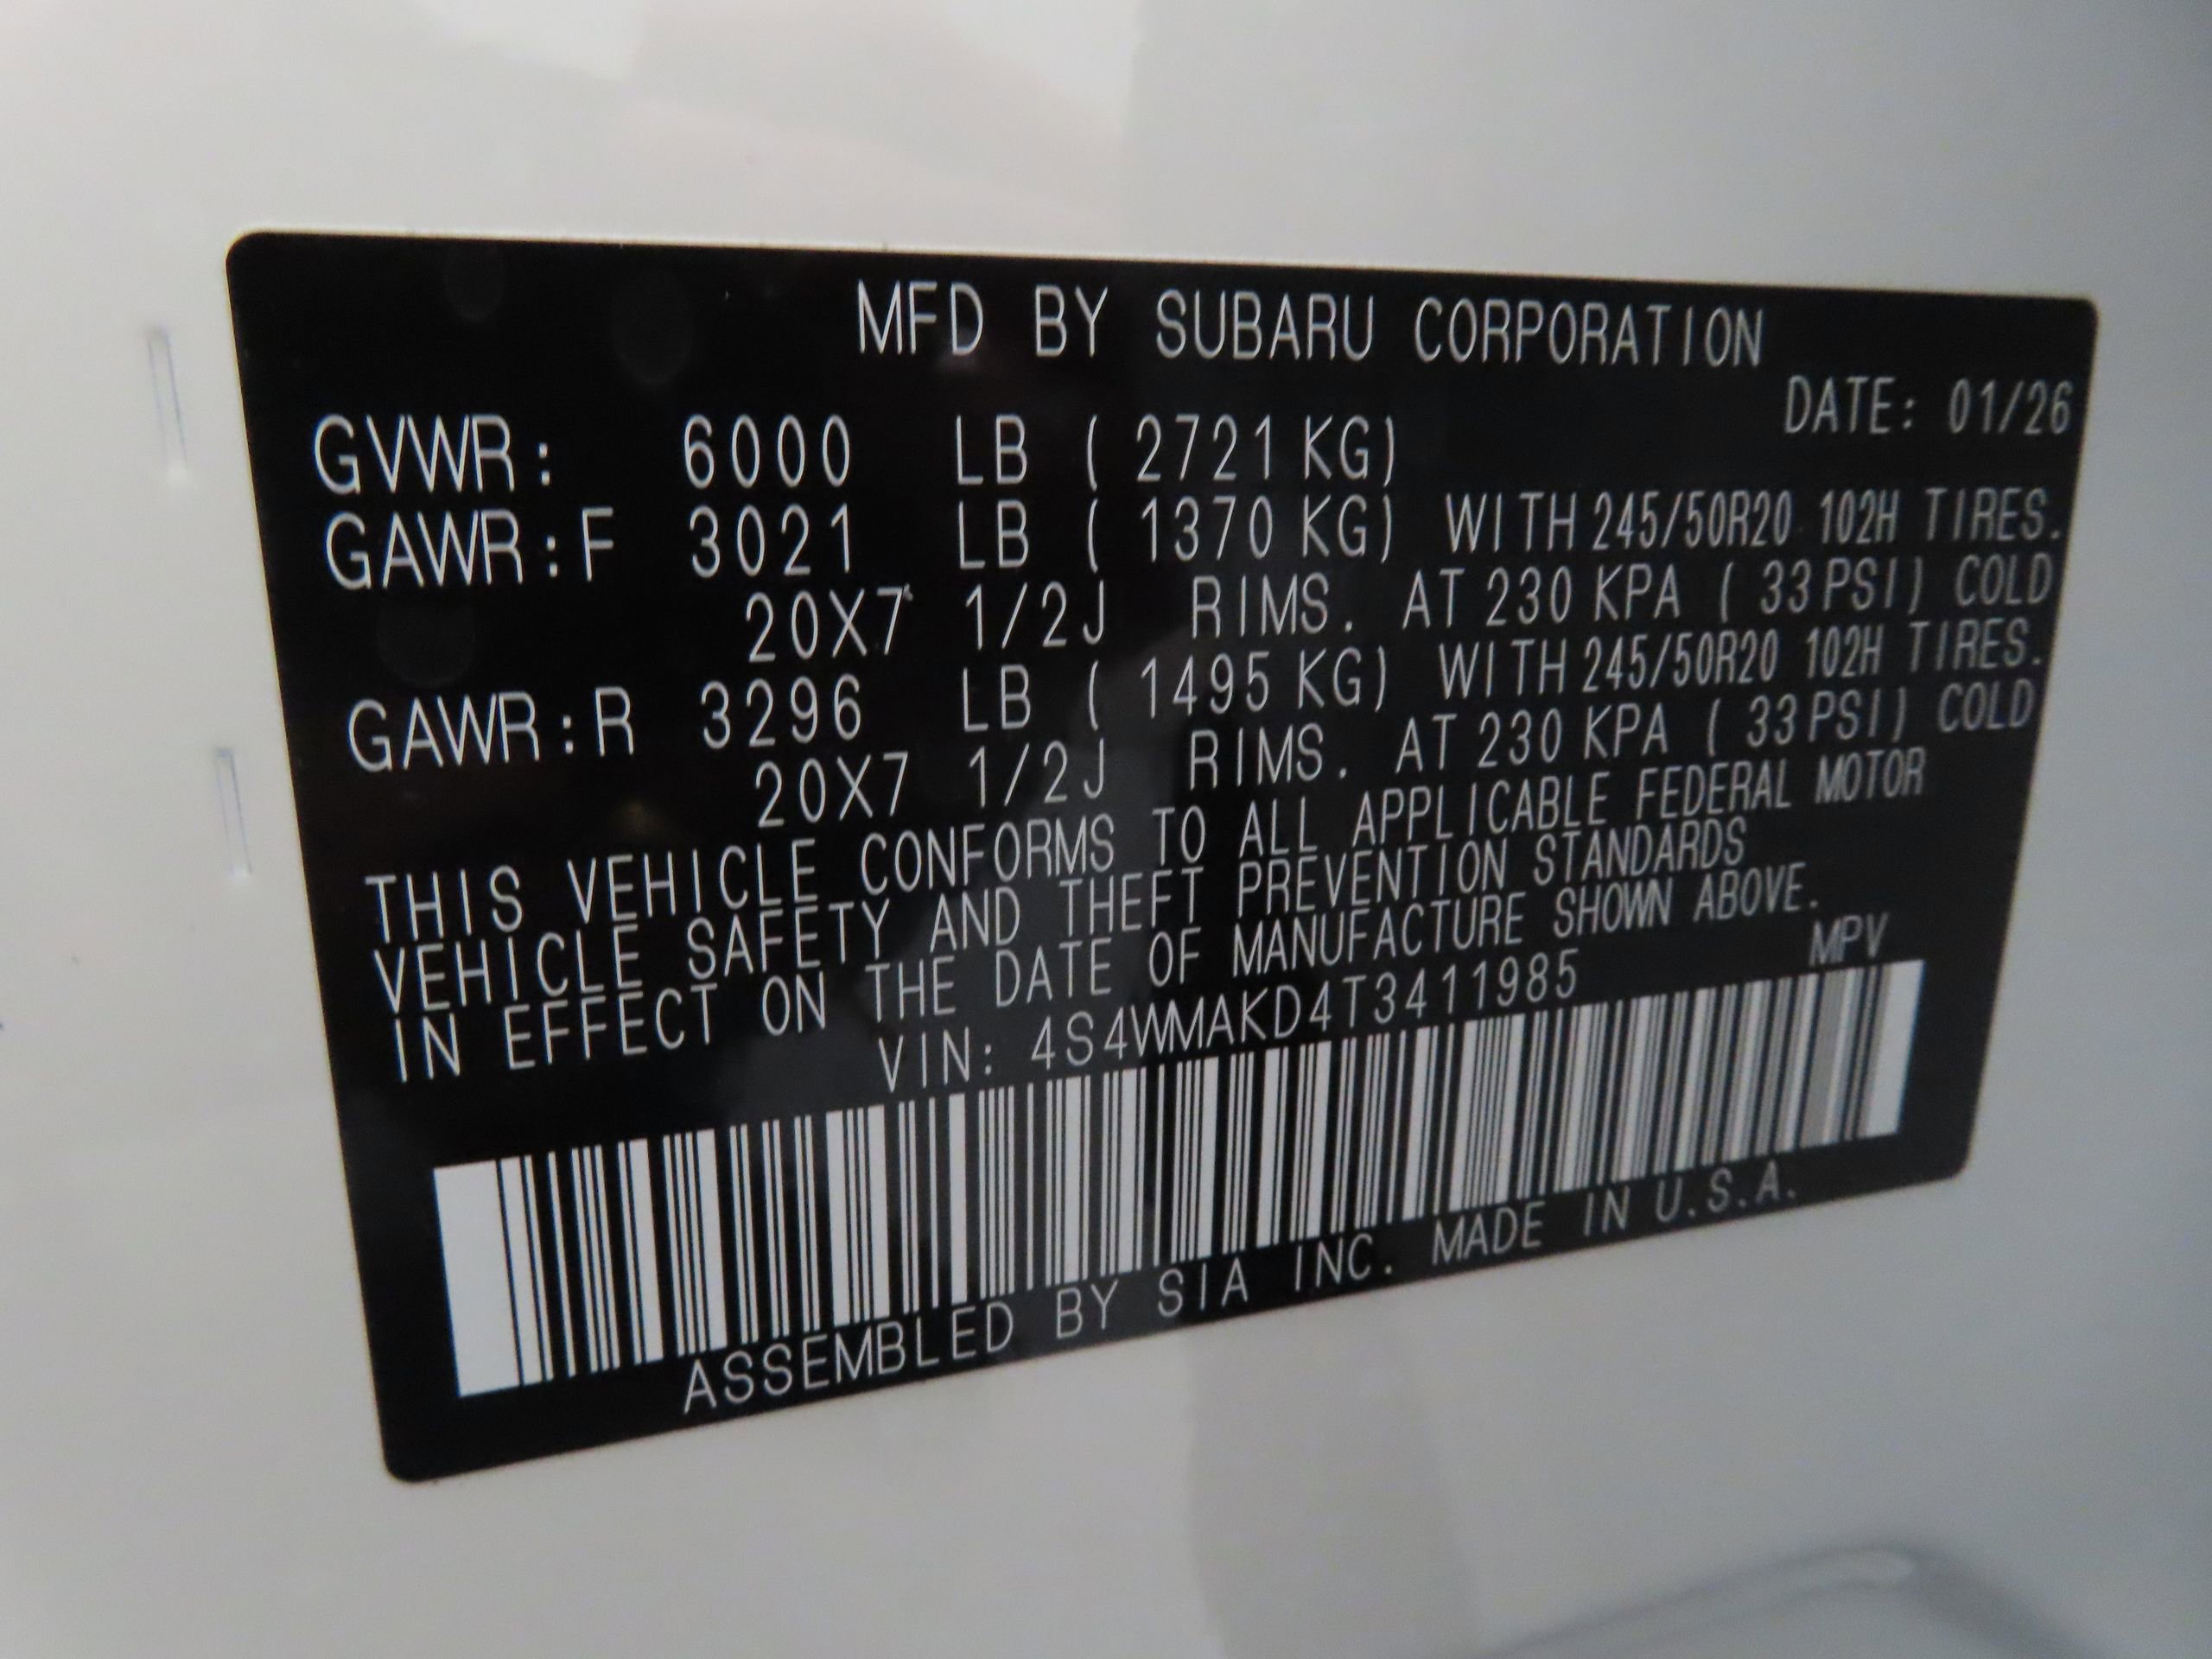 MFD BY SUBARU CORPORATION
DATE: 01/26
GVWR: 6000 LB ( 2721 KG)
GAWR:F 3021 LB ( 1370 KG) WITH 245/50R20 102H TIRES.
20X7 1/2J RIMS. AT 230 KPA ( 33PSI) COLD
GAWR:R 3296 LB ( 1495 KG) WITH 245/50R20 102H TIRES.
20X7 1/2J RIMS. AT 230 KPA ( 33PSI) COLD
THIS VEHICLE CONFORMS TO ALL APPLICABLE FEDERAL MOTOR
VEHICLE SAFETY AND THEFT PREVENTION STANDARDS
IN EFFECT ON THE DATE OF MANUFACTURE SHOWN ABOVE.
VIN: 4S4WMAKD4T3411985 MPV
ASSEMBLED BY SIA INC. MADE IN U.S.A.